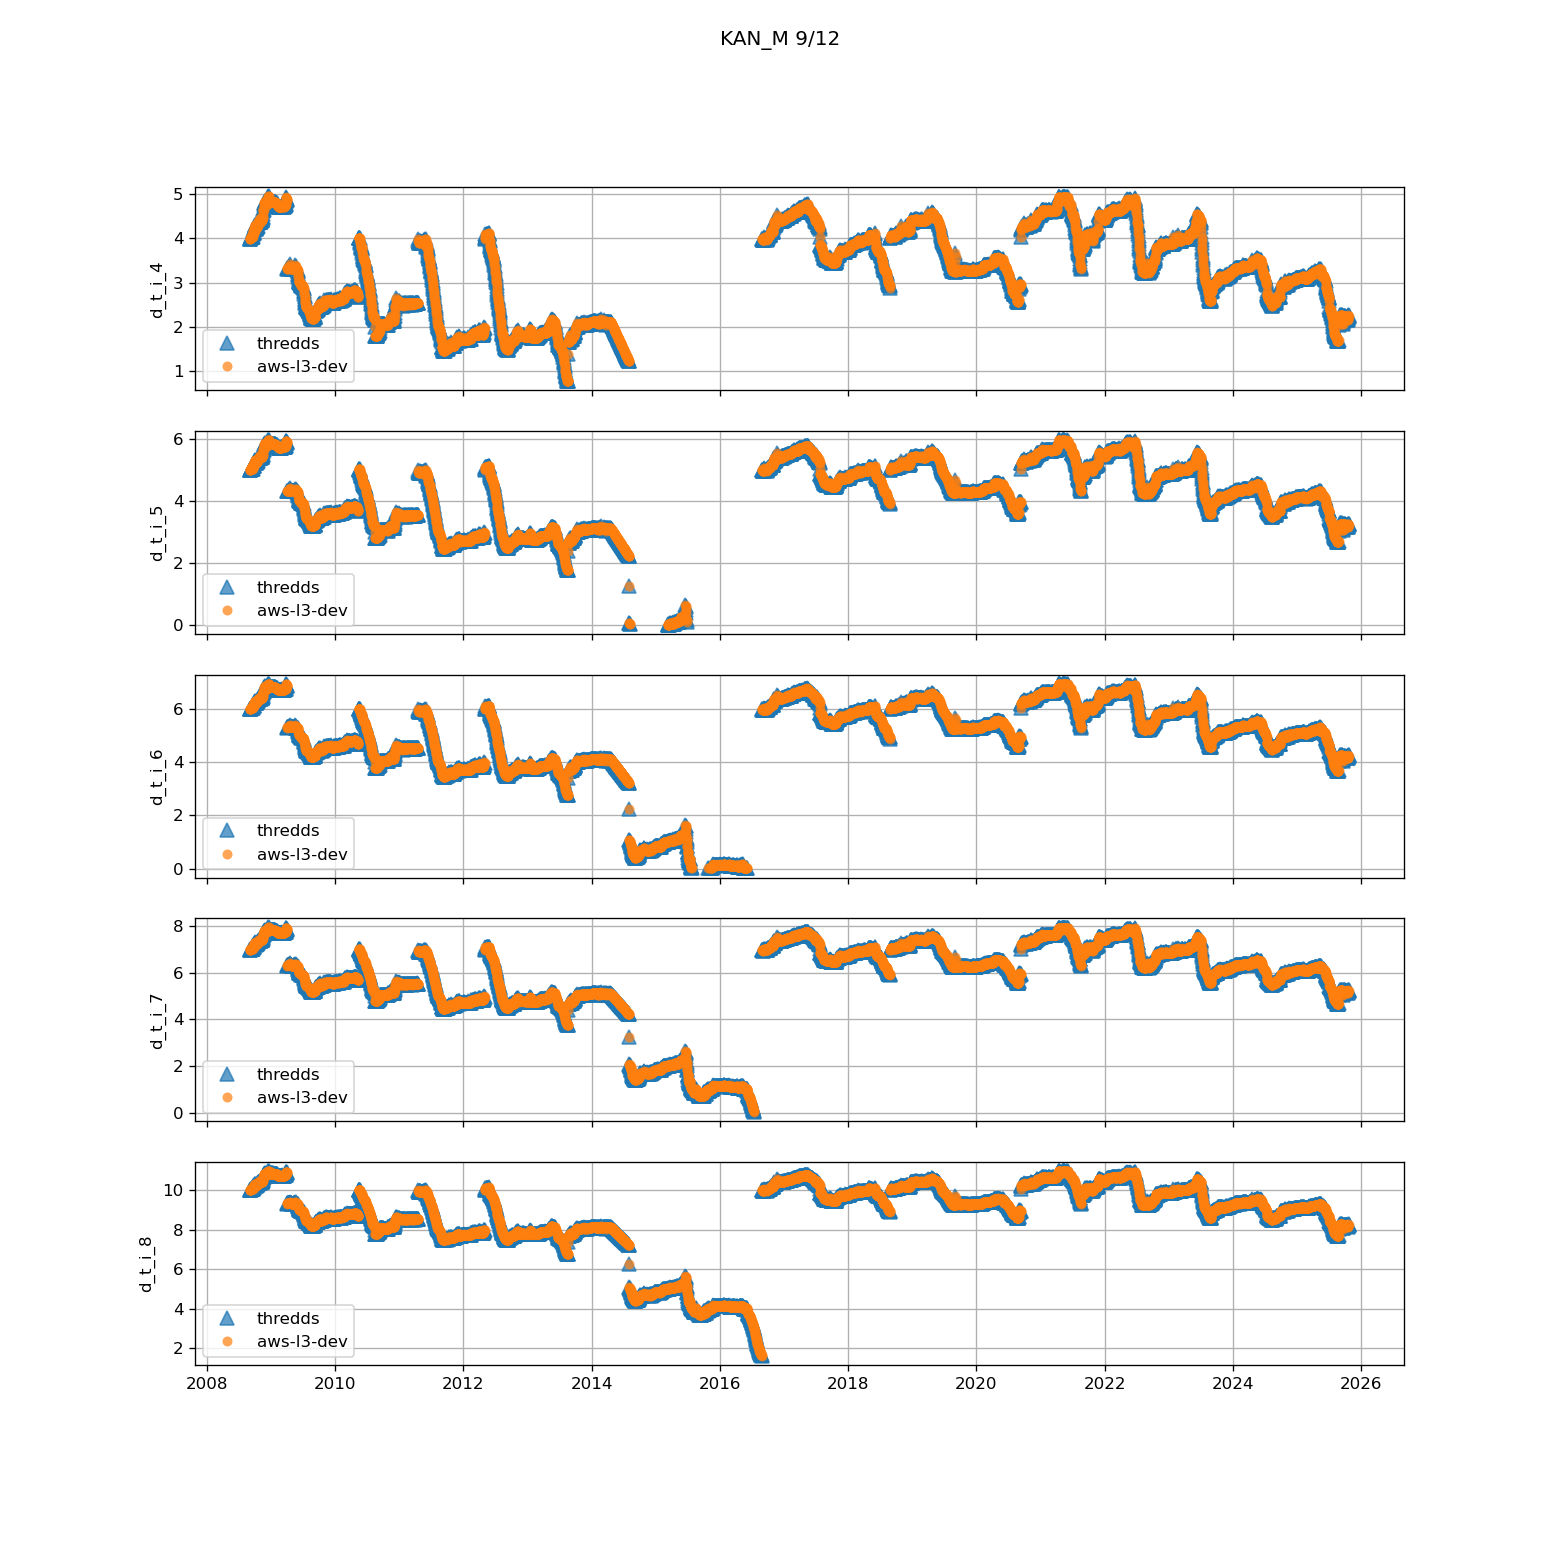 KAN_M 9/12
5
4
3
2
1
d_t_i_4
thredds
aws-l3-dev
6
4
2
0
d_t_i_5
thredds
aws-l3-dev
6
4
2
0
d_t_i_6
thredds
aws-l3-dev
8
6
4
2
0
d_t_i_7
thredds
aws-l3-dev
10
8
6
4
2
d_t_i_8
thredds
aws-l3-dev
2008 2010 2012 2014 2016 2018 2020 2022 2024 2026